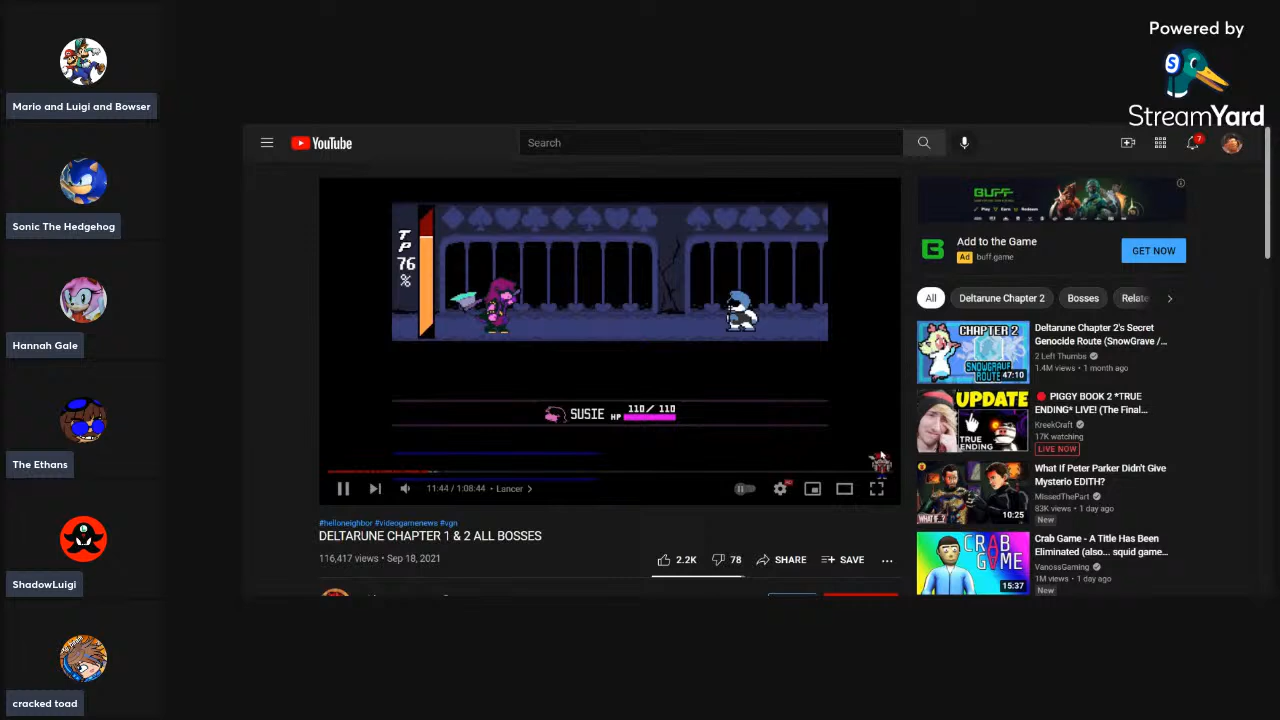 Powered by
StreamYard
Mario and Luigi and Bowser
Sonic The Hedgehog
Hannah Gale
The Ethans
ShadowLuigi
cracked toad
YouTube
Search
7
TP
76
%
SUSIE HP 110/ 110
11:44 / 1:08:44 • Lancer >
#helloneighbor #videogamenews #vgn
DELTARUNE CHAPTER 1 & 2 ALL BOSSES
116,417 views • Sep 18, 2021
2.2K
78
SHARE
SAVE
BUFF
Add to the Game
Ad buff.game
GET NOW
All
Deltarune Chapter 2
Bosses
Relate
CHAPTER 2
SNOWGRAVE
ROUTE
47:10
Deltarune Chapter 2's Secret
Genocide Route (SnowGrave /...
2 Left Thumbs
1.4M views • 1 month ago
UPDATE
TRUE
ENDING
PIGGY BOOK 2 *TRUE
ENDING* LIVE! (The Final...
KreekCraft
17K watching
LIVE NOW
WHAT IF..?
10:25
What If Peter Parker Didn't Give
Mysterio EDITH?
MissedThePart
83K views • 1 day ago
New
CRAB
GAME
15:37
Crab Game - A Title Has Been
Eliminated (also... squid game...
VanossGaming
1M views • 1 day ago
New